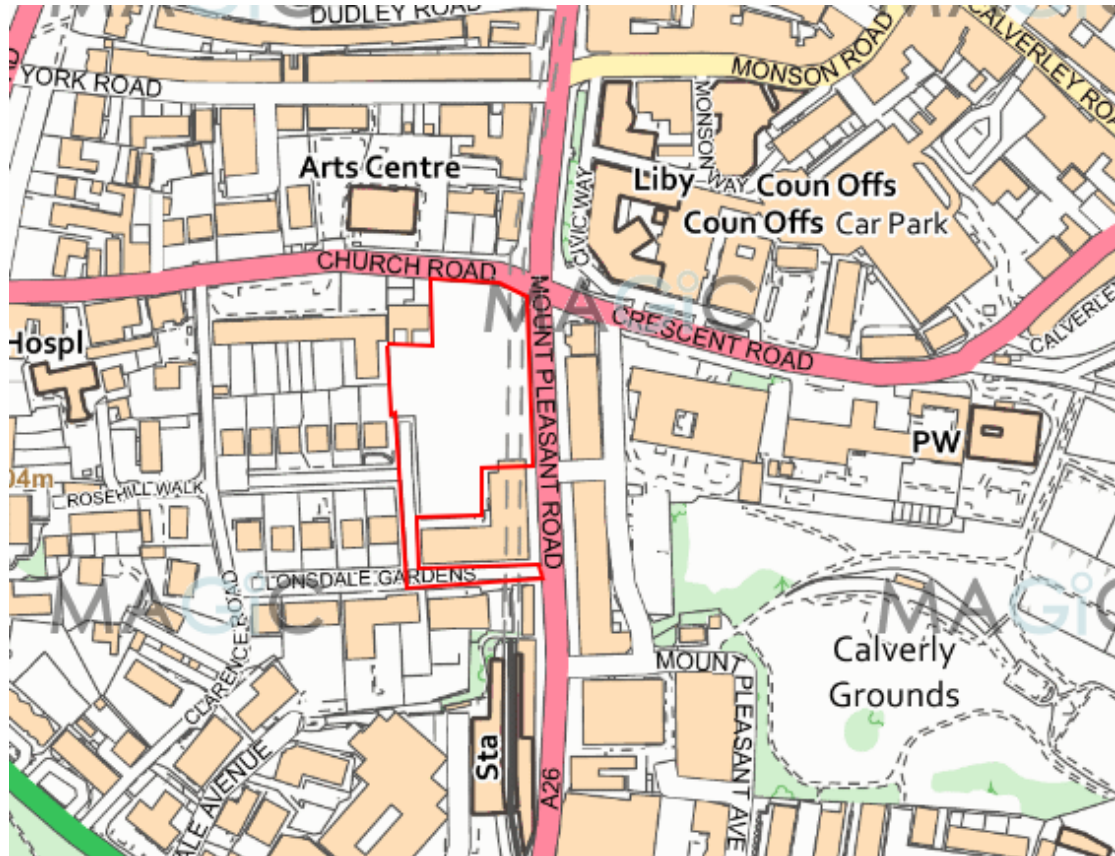 DUDLEY ROAD
CALVERLEY ROA
YORK ROAD
MONSON ROAD
MONSON WAY
Arts Centre
Liby
Coun Offs
Coun Offs
Car Park
CIVIC WAY
CHURCH ROAD
MAGiC
CRESCENT ROAD
CALVERLE
MOUNT PLEASANT ROAD
Hospl
PW
04m
ROSEHILL WALK
LONSDALE GARDENS
MAGiC
MAGiC
CLARENCE ROAD
Calverly
Grounds
MOUNT PLEASANT AVE
Sta
A26
ALE AVENUE